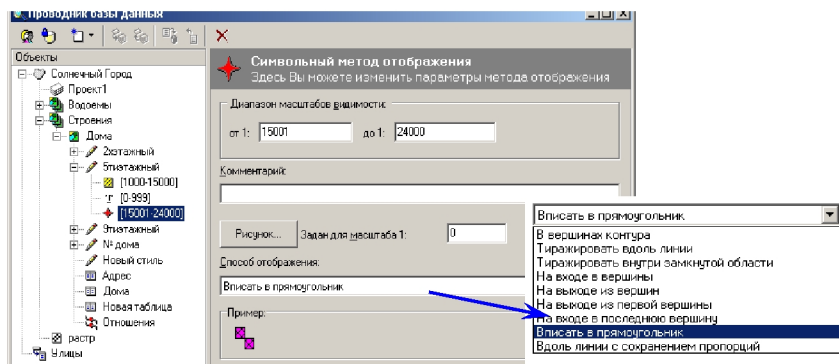 Проводник базы данных
Объекты
Солнечный Город
Проект1
Водоемы
Строения
Дома
2хэтажный
5тиэтажный
[1000-15000]
[0-999]
[15001-24000]
9тиэтажный
№ дома
Новый стиль
Адрес
Дома
Новая таблица
Отношения
растр
Улицы
Символьный метод отображения
Здесь Вы можете изменить параметры метода отображения
Диапазон масштабов видимости:
от 1: 15001 до 1: 24000
Комментарий:
Рисунок... Задан для масштаба 1: 0
Способ отображения:
Вписать в прямоугольник
Пример:
Вписать в прямоугольник
В вершинах контура
Тиражировать вдоль линии
Тиражировать внутри замкнутой области
На входе в вершины
На выходе из вершин
На выходе из первой вершины
На входе в последнюю вершину
Вписать в прямоугольник
Вдоль линии с сохранением пропорций